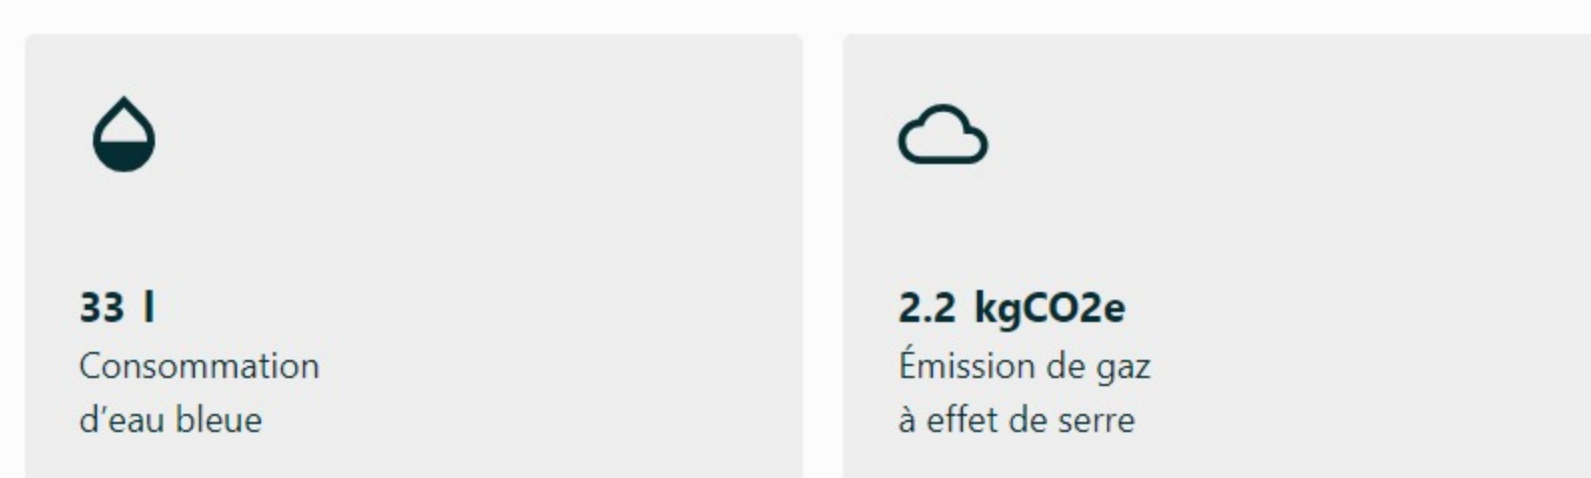 33 l
Consommation
d'eau bleue
2.2 kgCO2e
Émission de gaz
à effet de serre